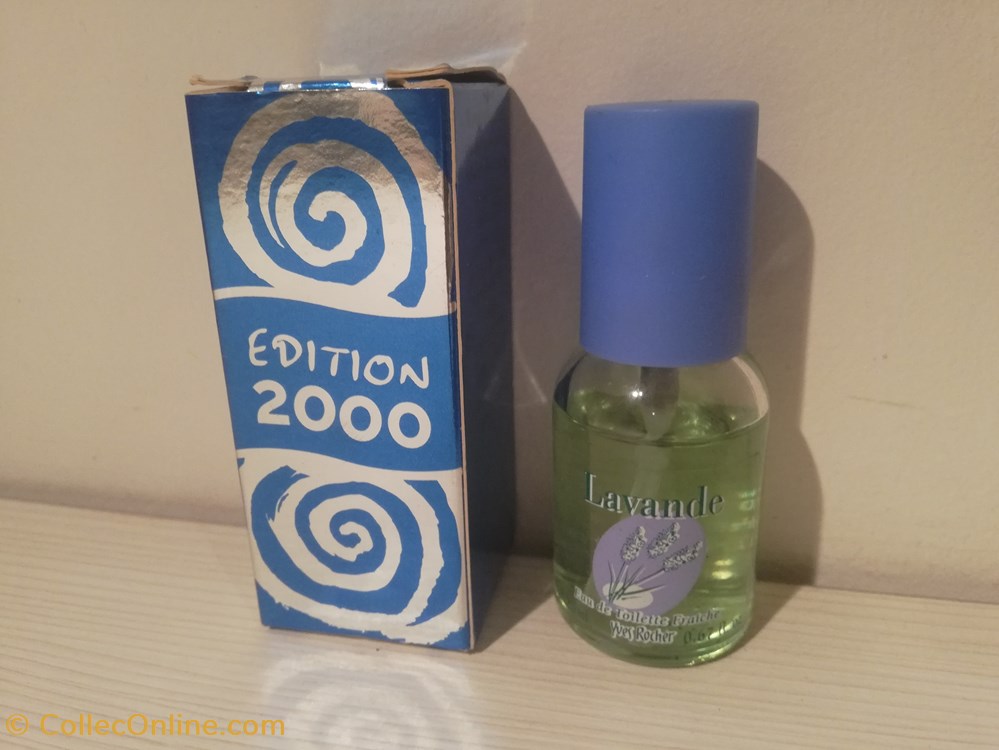 EDITION
2000
Lavande
Eau de Toilette Fraîche
Yves Rocher
© CollecOnline.com